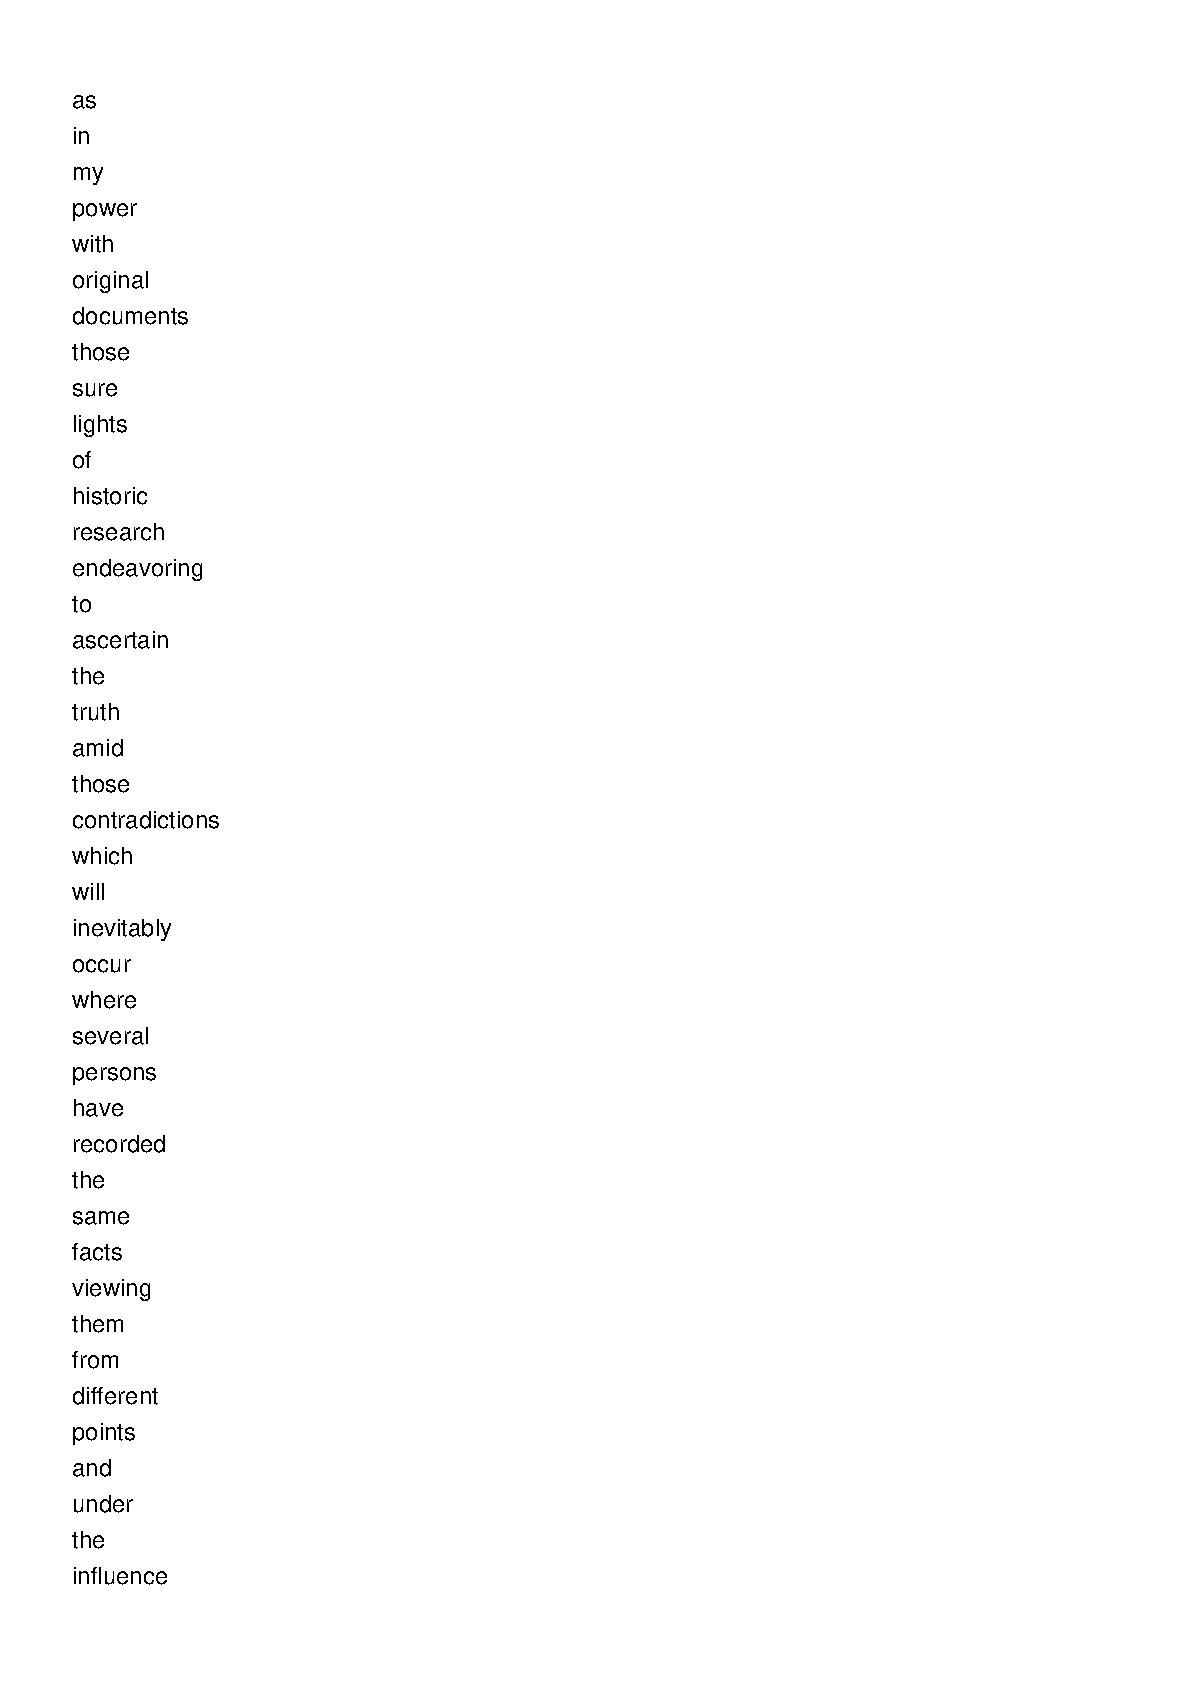 as
in
my
power
with
original
documents
those
sure
lights
of
historic
research
endeavoring
to
ascertain
the
truth
amid
those
contradictions
which
will
inevitably
occur
where
several
persons
have
recorded
the
same
facts
viewing
them
from
different
points
and
under
the
influence